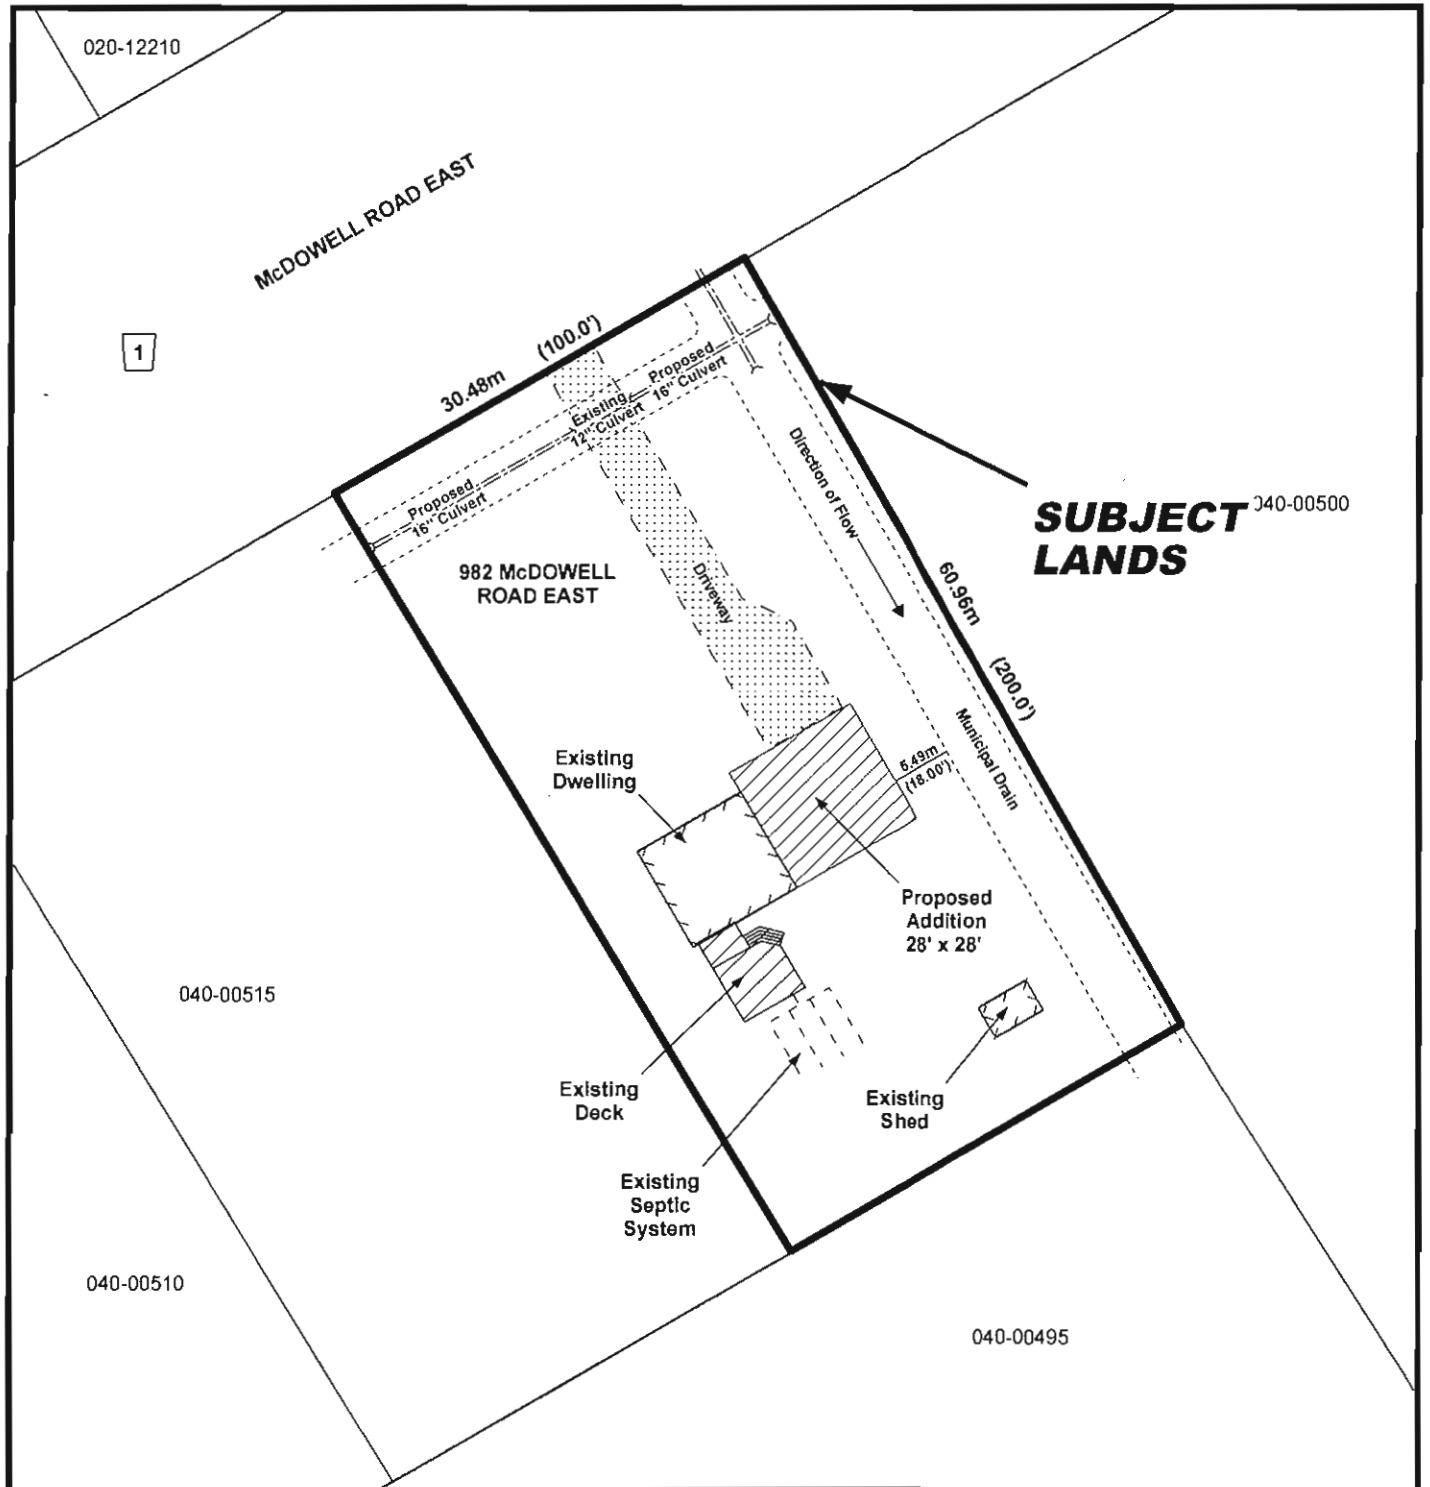 020-12210
McDOWELL ROAD EAST
1
30.48m
(100.0')
Proposed
16" Culvert
Existing
12" Culvert
Proposed
16" Culvert
Direction of Flow
SUBJECT
LANDS
040-00500
982 McDOWELL
ROAD EAST
Driveway
60.96m
(200.0')
Existing
Dwelling
5.49m
(18.00')
Municipal Drain
Proposed
Addition
28' x 28'
040-00515
Existing
Deck
Existing
Shed
Existing
Septic
System
040-00510
040-00495